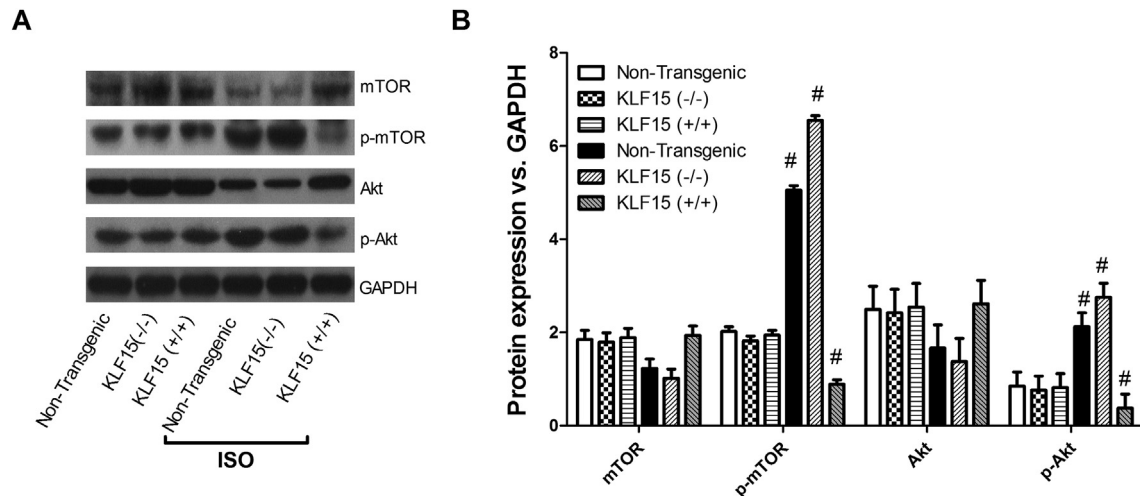 A
mTOR
p-mTOR
Akt
p-Akt
GAPDH
Non-Transgenic
KLF15(-/-)
KLF15 (+/+)
Non-Transgenic
KLF15(-/-)
KLF15 (+/+)
ISO
B
Protein expression vs. GAPDH
8
6
4
2
0
Non-Transgenic
KLF15 (-/-)
KLF15 (+/+)
Non-Transgenic
KLF15 (-/-)
KLF15 (+/+)
#
#
#
#
#
#
mTOR
p-mTOR
Akt
p-Akt